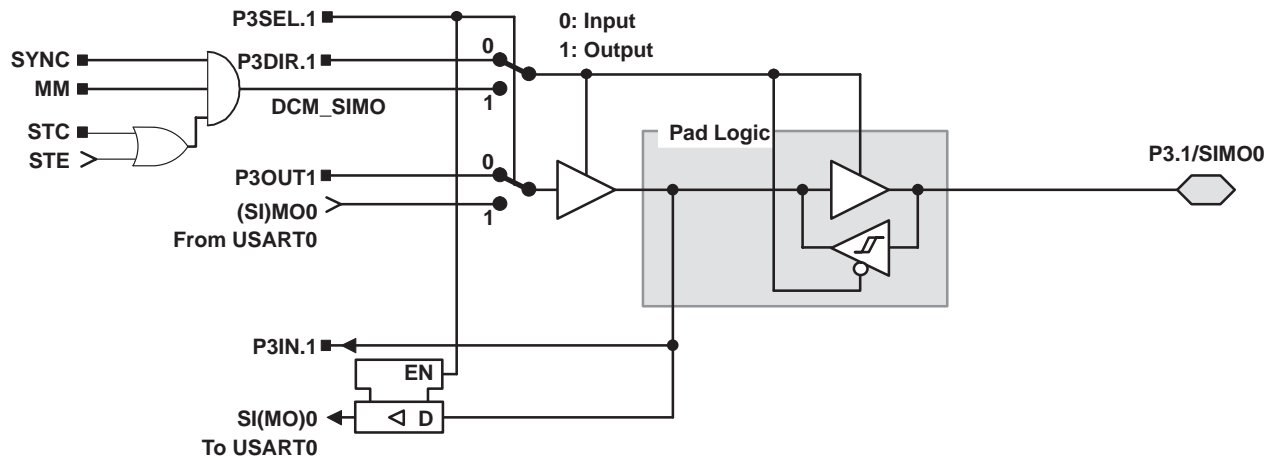 P3SEL.1
0: Input
1: Output
SYNC
P3DIR.1
0
MM
1
DCM_SIMO
STC
STE
Pad Logic
P3.1/SIMO0
0
P3OUT1
(SI)MO0
1
From USART0
P3IN.1
EN
SI(MO)0
D
To USART0